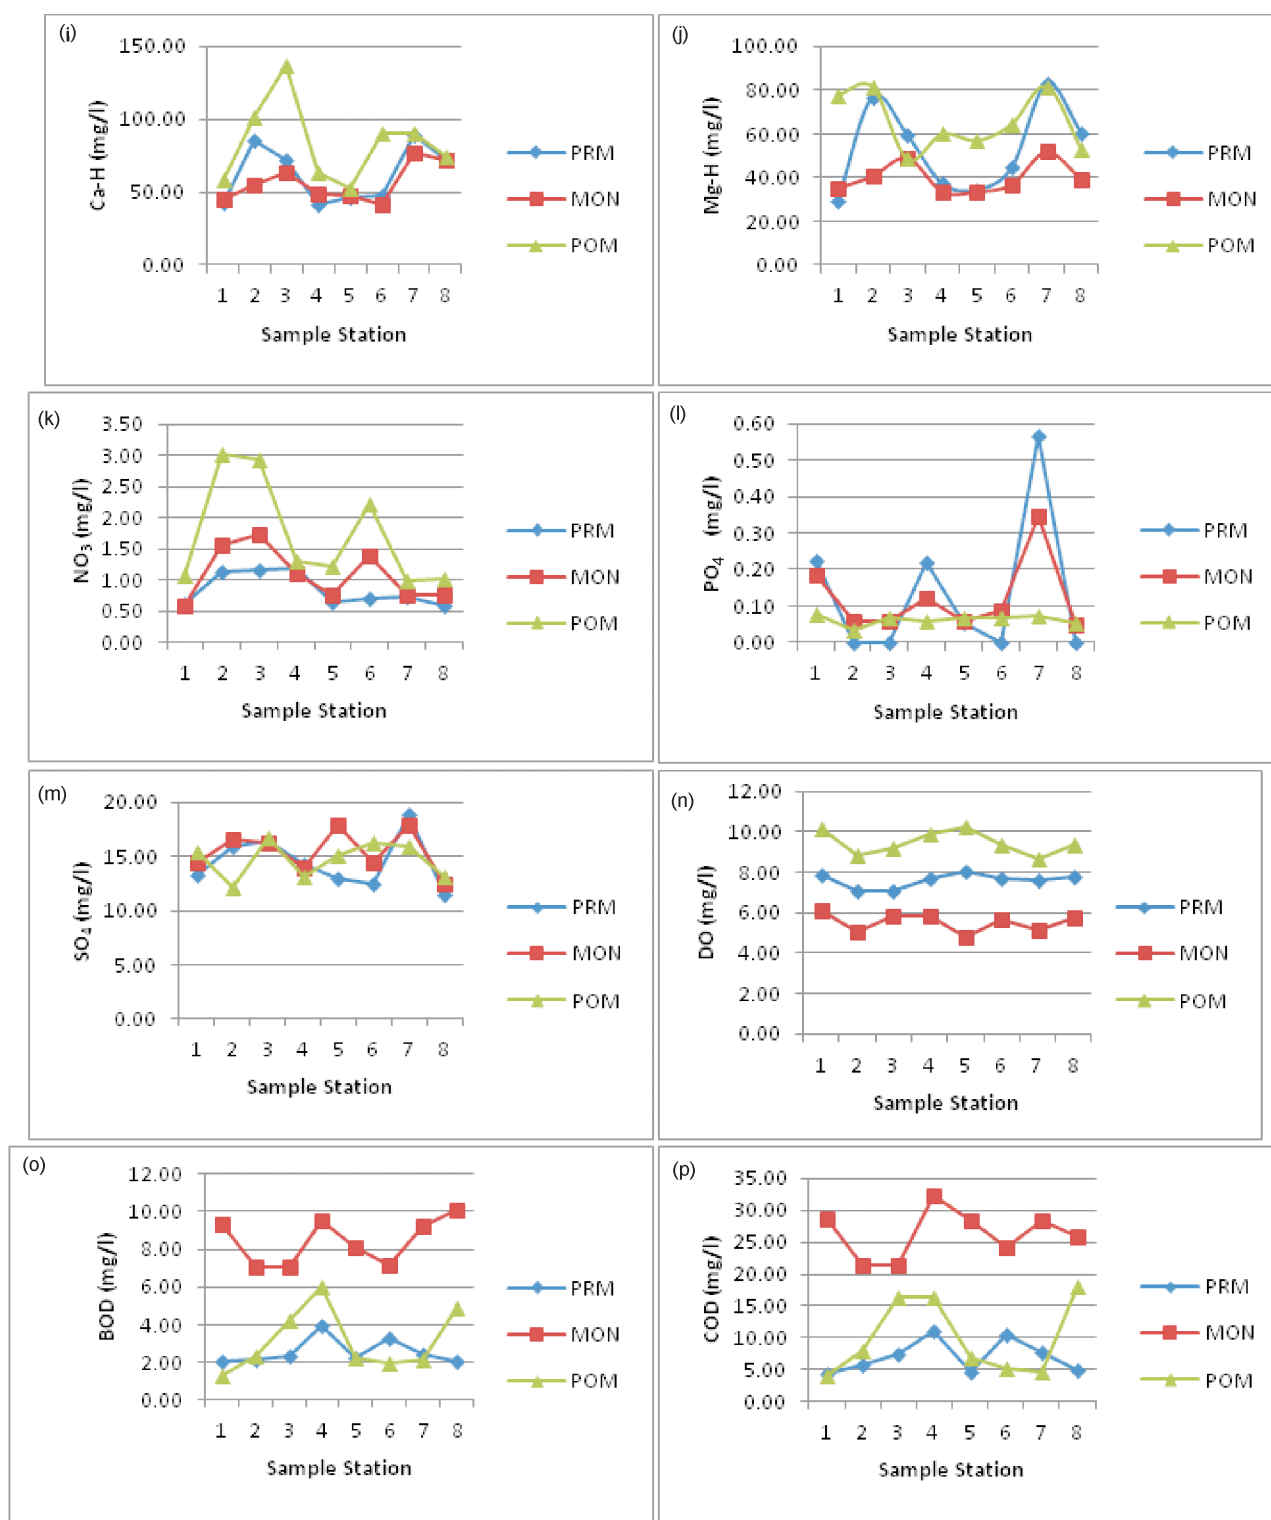 (i)
150.00
100.00
50.00
0.00
Ca-H (mg/l)
1 2 3 4 5 6 7 8
Sample Station
PRM
MON
POM
(j)
100.00
80.00
60.00
40.00
20.00
0.00
Mg-H (mg/l)
1 2 3 4 5 6 7 8
Sample Station
PRM
MON
POM
(k)
3.50
3.00
2.50
2.00
1.50
1.00
0.50
0.00
NO3 (mg/l)
1 2 3 4 5 6 7 8
Sample Station
PRM
MON
POM
(l)
0.60
0.50
0.40
0.30
0.20
0.10
0.00
PO4 (mg/l)
1 2 3 4 5 6 7 8
Sample Station
PRM
MON
POM
(m)
20.00
15.00
10.00
5.00
0.00
SO4 (mg/l)
1 2 3 4 5 6 7 8
Sample Station
PRM
MON
POM
(n)
12.00
10.00
8.00
6.00
4.00
2.00
0.00
DO (mg/l)
1 2 3 4 5 6 7 8
Sample Station
PRM
MON
POM
(o)
12.00
10.00
8.00
6.00
4.00
2.00
0.00
BOD (mg/l)
1 2 3 4 5 6 7 8
Sample Station
PRM
MON
POM
(p)
35.00
30.00
25.00
20.00
15.00
10.00
5.00
0.00
COD (mg/l)
1 2 3 4 5 6 7 8
Sample Station
PRM
MON
POM